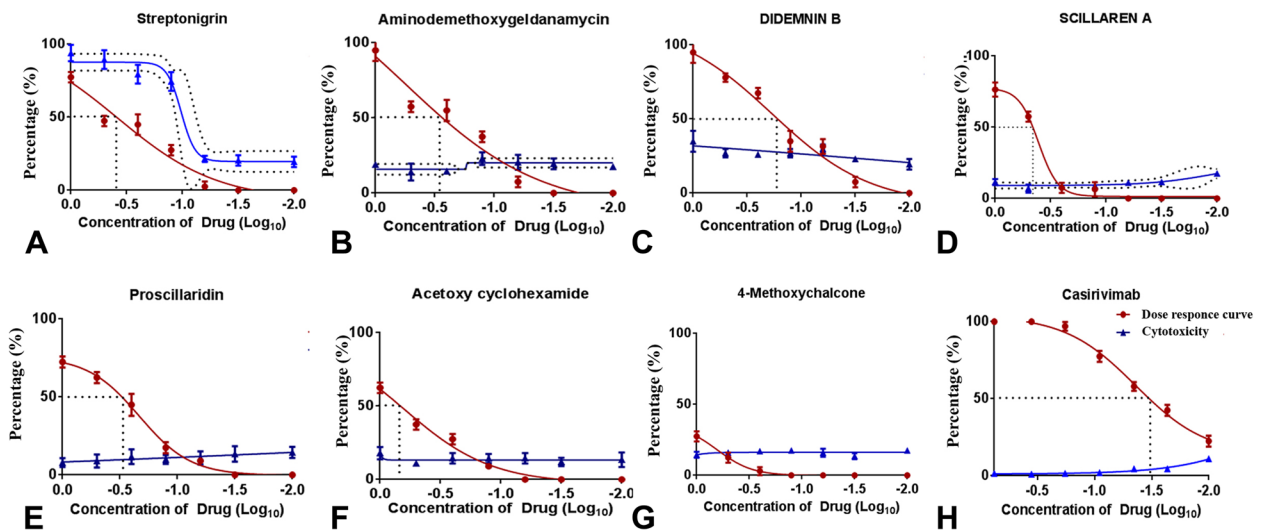 Streptonigrin
Percentage (%)
100
50
0
0.0 -0.5 -1.0 -1.5 -2.0
Concentration of Drug (Log10)
A
Aminodemethoxygeldanamycin
Percentage (%)
100
50
0
0.0 -0.5 -1.0 -1.5 -2.0
Concentration of Drug (Log10)
B
DIDEMNIN B
Percentage (%)
100
50
0
0.0 -0.5 -1.0 -1.5 -2.0
Concentration of Drug (Log10)
C
SCILLAREN A
Percentage (%)
100
50
0
0.0 -0.5 -1.0 -1.5 -2.0
Concentration of Drug (Log10)
D
Proscillaridin
Percentage (%)
100
50
0
0.0 -0.5 -1.0 -1.5 -2.0
Concentration of Drug (Log10)
E
Acetoxy cyclohexamide
Percentage (%)
100
50
0
0.0 -0.5 -1.0 -1.5 -2.0
Concentration of Drug (Log10)
F
4-Methoxychalcone
Percentage (%)
100
50
0
0.0 -0.5 -1.0 -1.5 -2.0
Concentration of Drug (Log10)
G
Casirivimab
Dose responce curve
Cytotoxicity
Percentage (%)
100
50
0
-0.5 -1.0 -1.5 -2.0
Concentration of Drug (Log10)
H